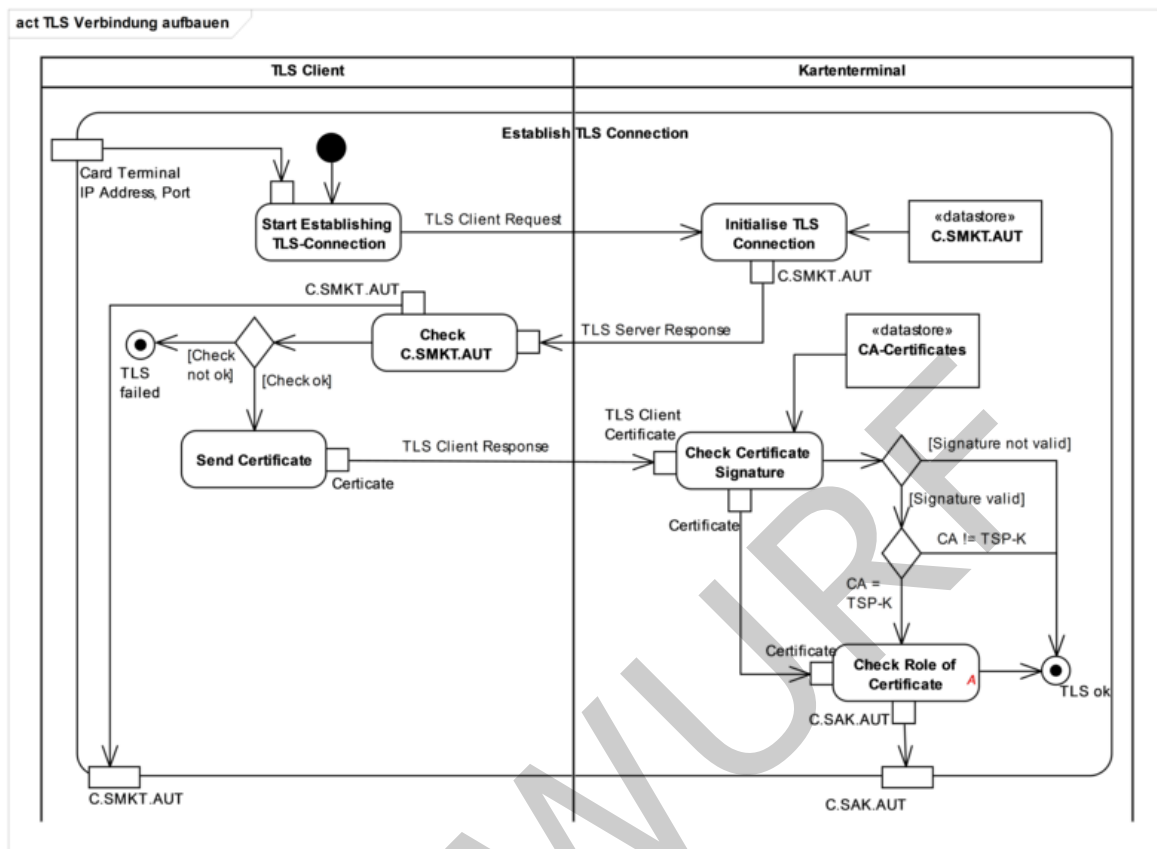 act TLS Verbindung aufbauen
TLS Client
Kartenterminal
Establish TLS Connection
Card Terminal
IP Address, Port
Start Establishing
TLS-Connection
TLS Client Request
Initialise TLS
Connection
«datastore»
C.SMKT.AUT
C.SMKT.AUT
C.SMKT.AUT
Check
C.SMKT.AUT
TLS Server Response
«datastore»
CA-Certificates
[Check
not ok]
[Check ok]
TLS
failed
Send Certificate
Certicate
TLS Client Response
TLS Client
Certificate
Check Certificate
Signature
[Signature not valid]
[Signature valid]
Certificate
CA != TSP-K
CA =
TSP-K
Certificate
Check Role of
Certificate
A
TLS ok
C.SAK.AUT
C.SMKT.AUT
C.SAK.AUT
WURF